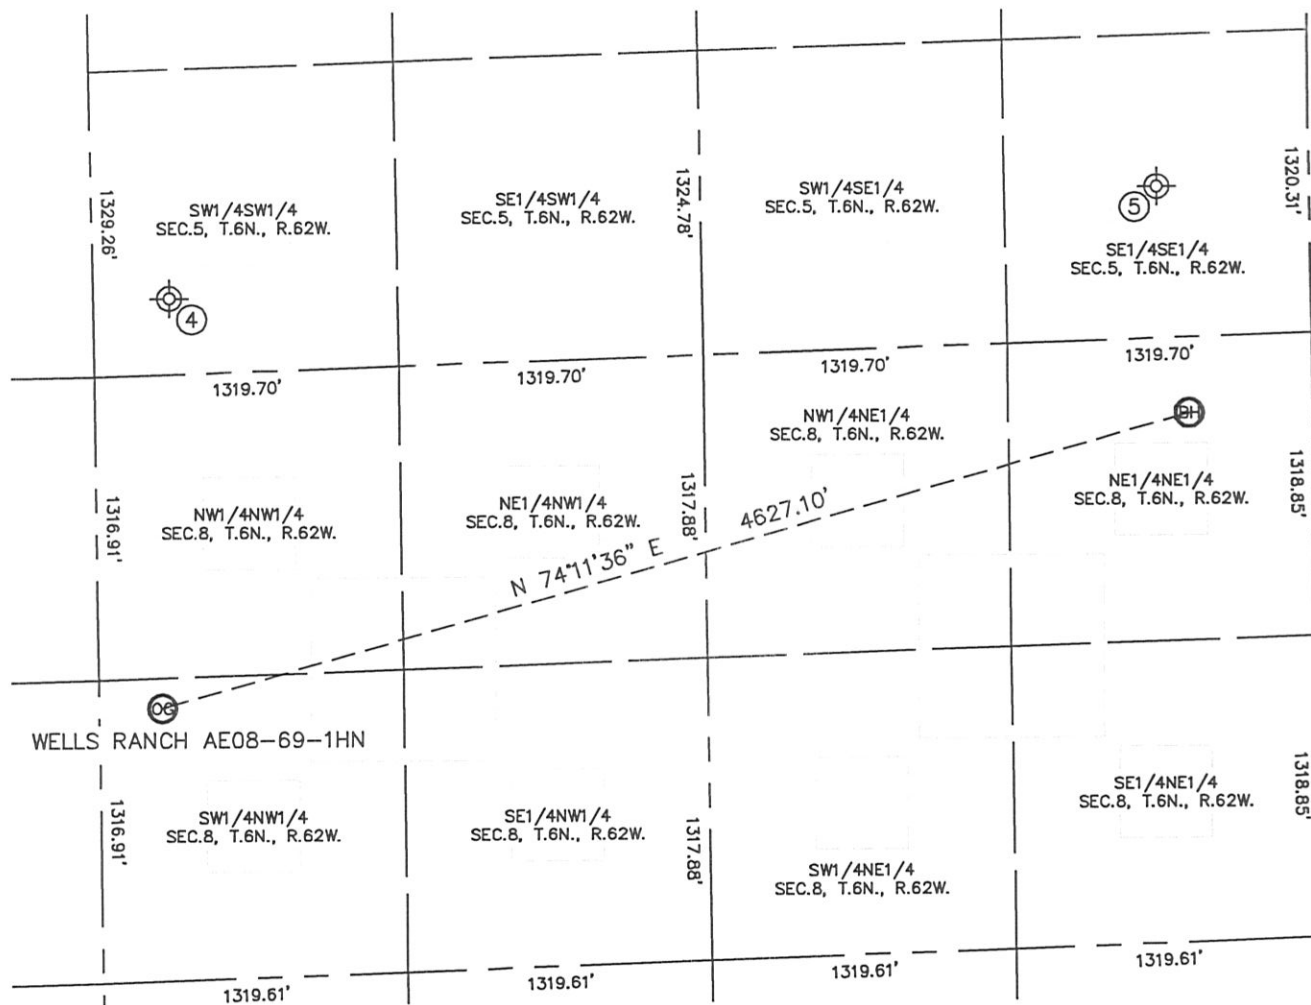 SW1/4SW1/4
SEC.5, T.6N., R.62W.
SE1/4SW1/4
SEC.5, T.6N., R.62W.
SW1/4SE1/4
SEC.5, T.6N., R.62W.
SE1/4SE1/4
SEC.5, T.6N., R.62W.
1329.26'
1324.78'
1320.31'
4
5
1319.70'
1319.70'
1319.70'
1319.70'
NW1/4NW1/4
SEC.8, T.6N., R.62W.
NE1/4NW1/4
SEC.8, T.6N., R.62W.
NW1/4NE1/4
SEC.8, T.6N., R.62W.
NE1/4NE1/4
SEC.8, T.6N., R.62W.
BH
1316.91'
1317.88'
1318.85'
N 74°11'36" E
4627.10'
OG
WELLS RANCH AE08-69-1HN
SW1/4NW1/4
SEC.8, T.6N., R.62W.
SE1/4NW1/4
SEC.8, T.6N., R.62W.
SW1/4NE1/4
SEC.8, T.6N., R.62W.
SE1/4NE1/4
SEC.8, T.6N., R.62W.
1316.91'
1317.88'
1318.85'
1319.61'
1319.61'
1319.61'
1319.61'